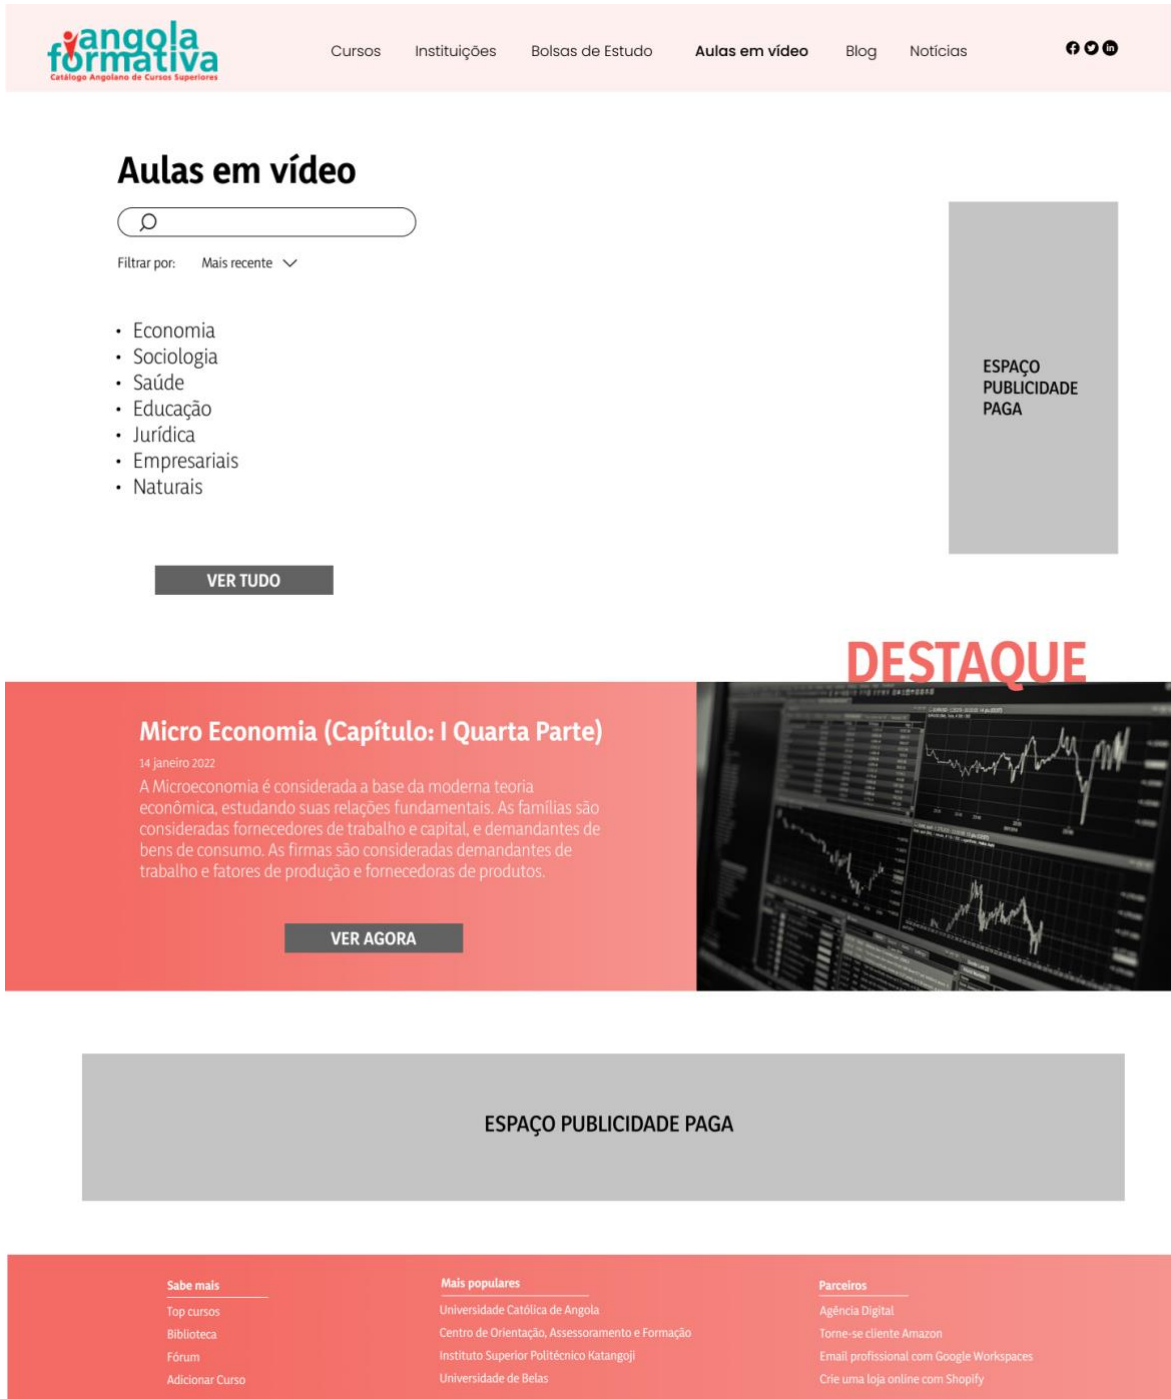 angola
formativa
Catálogo Angolano de Cursos Superiores
Cursos Instituições Bolsas de Estudo Aulas em vídeo Blog Notícias
Aulas em vídeo
Filtrar por: Mais recente
• Economia
• Sociologia
• Saúde
• Educação
• Jurídica
• Empresariais
• Naturais
ESPAÇO
PUBLICIDADE
PAGA
VER TUDO
DESTAQUE
Micro Economia (Capítulo: I Quarta Parte)
14 janeiro 2022
A Microeconomia é considerada a base da moderna teoria
econômica, estudando suas relações fundamentais. As famílias são
consideradas fornecedores de trabalho e capital, e demandantes de
bens de consumo. As firmas são consideradas demandantes de
trabalho e fatores de produção e fornecedoras de produtos.
VER AGORA
ESPAÇO PUBLICIDADE PAGA
Sabe mais
Top cursos
Biblioteca
Fórum
Adicionar Curso
Mais populares
Universidade Católica de Angola
Centro de Orientação, Assessoramento e Formação
Instituto Superior Politécnico Katangoji
Universidade de Belas
Parceiros
Agência Digital
Torne-se cliente Amazon
Email profissional com Google Workspaces
Crie uma loja online com Shopify